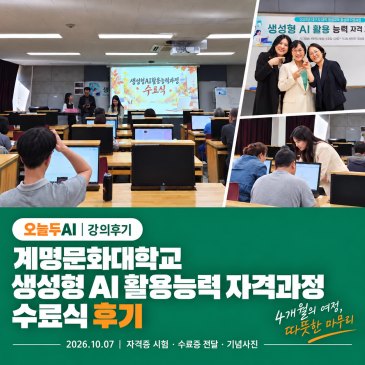 생성형 AI 활용능력과정
수료식
생성형 AI 활용 능력 자격
오늘두AI | 강의후기
계명문화대학교
생성형 AI 활용능력 자격과정
수료식 후기
4개월의 여정,
따뜻한 마무리
2026.10.07 | 자격증 시험 · 수료증 전달 · 기념사진